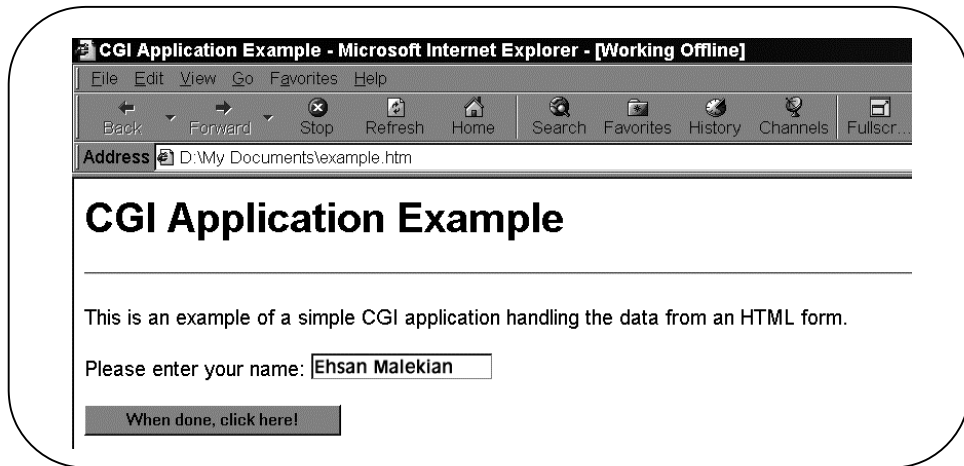 CGI Application Example - Microsoft Internet Explorer - [Working Offline]
File Edit View Go Favorites Help
Back Forward Stop Refresh Home Search Favorites History Channels Fullscr...
Address D:\My Documents\example.htm
CGI Application Example
This is an example of a simple CGI application handling the data from an HTML form.
Please enter your name: Ehsan Malekian
When done, click here!